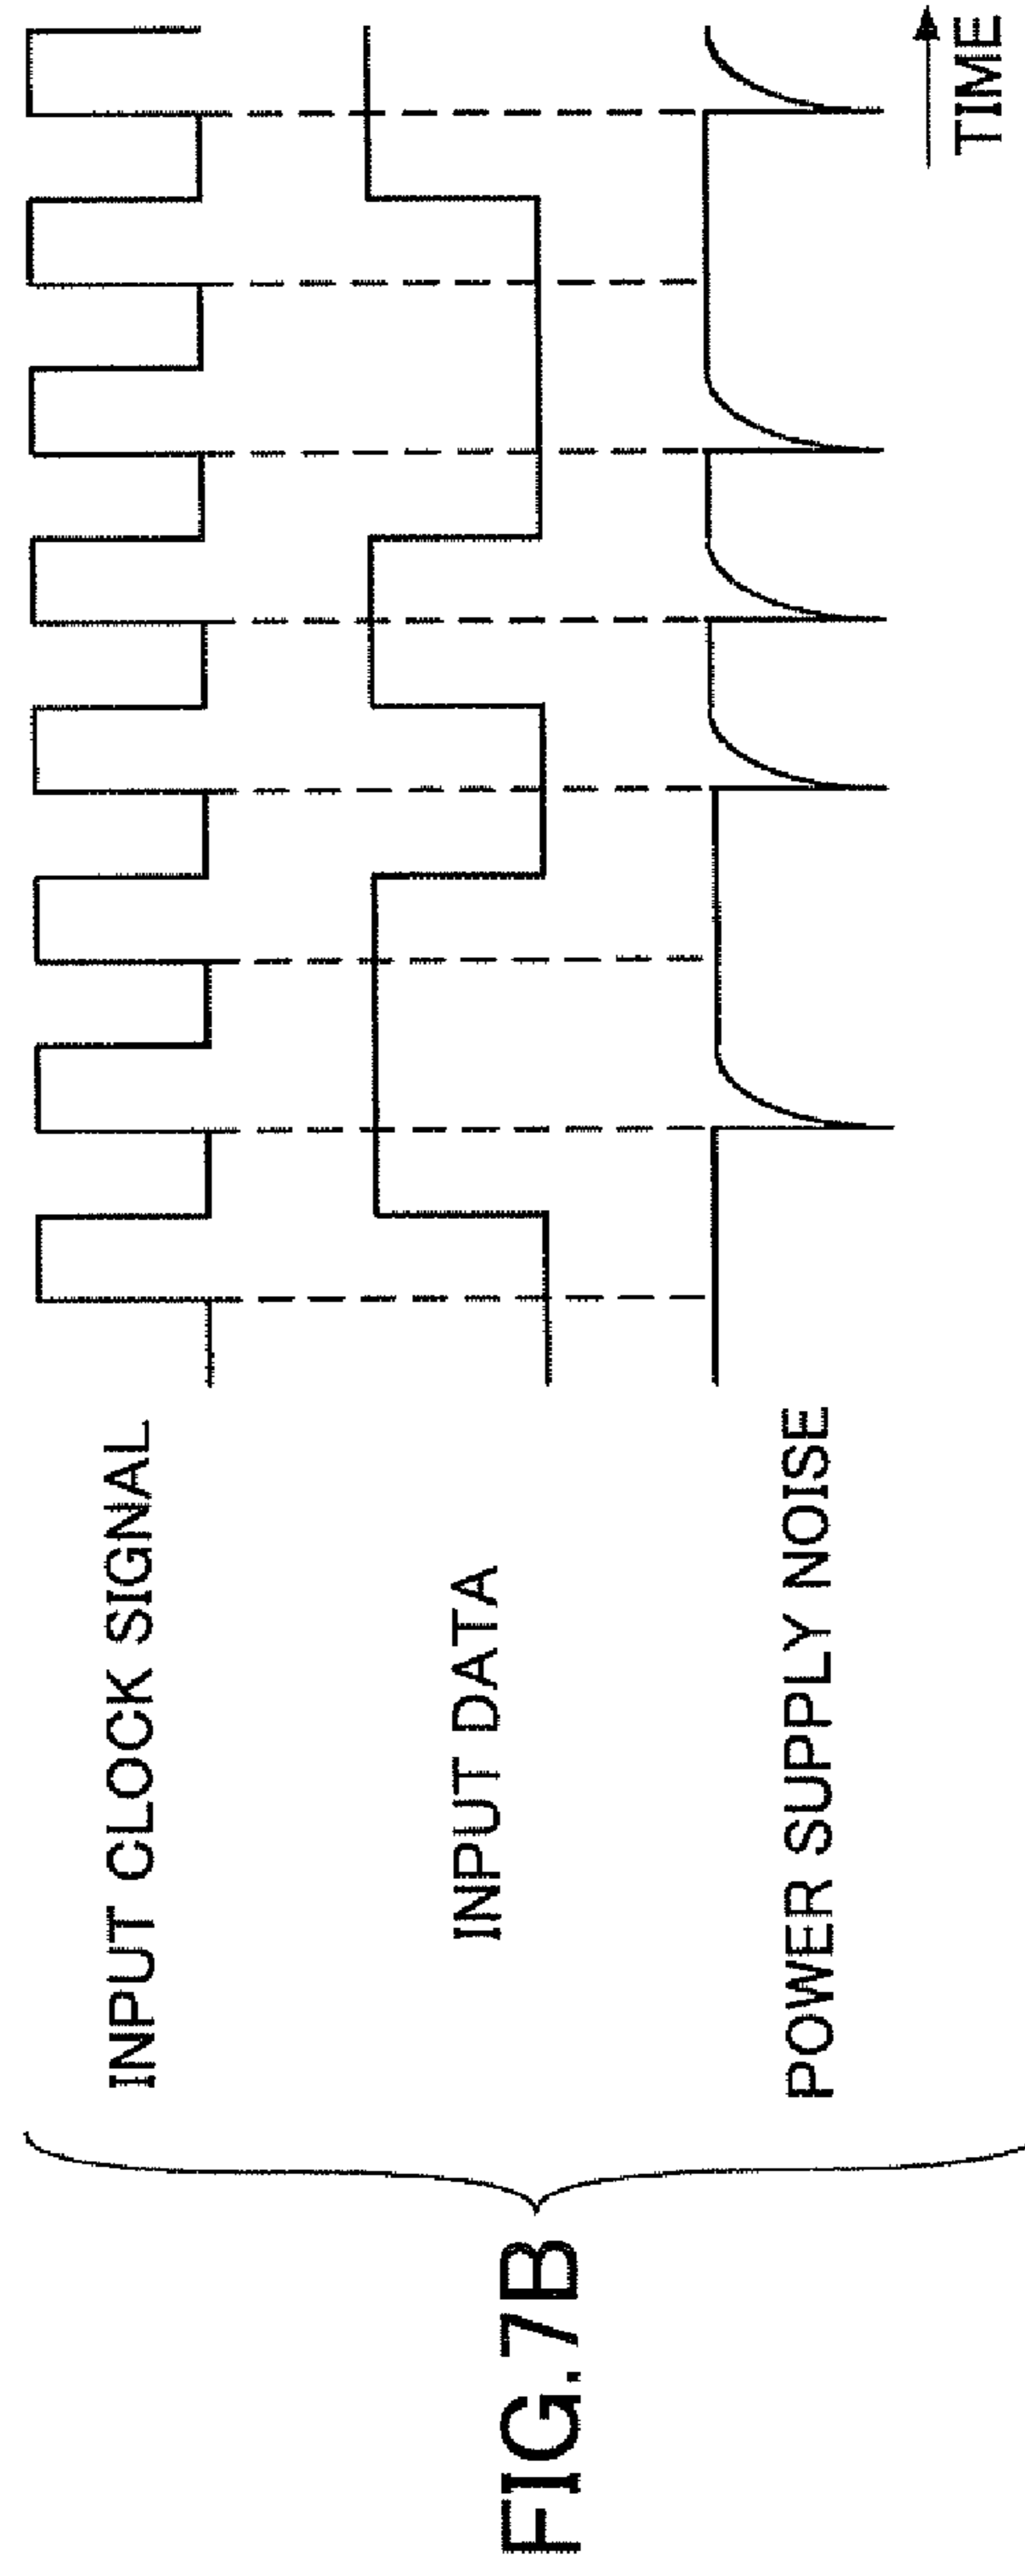 FIG. 7B
INPUT CLOCK SIGNAL
INPUT DATA
POWER SUPPLY NOISE
TIME